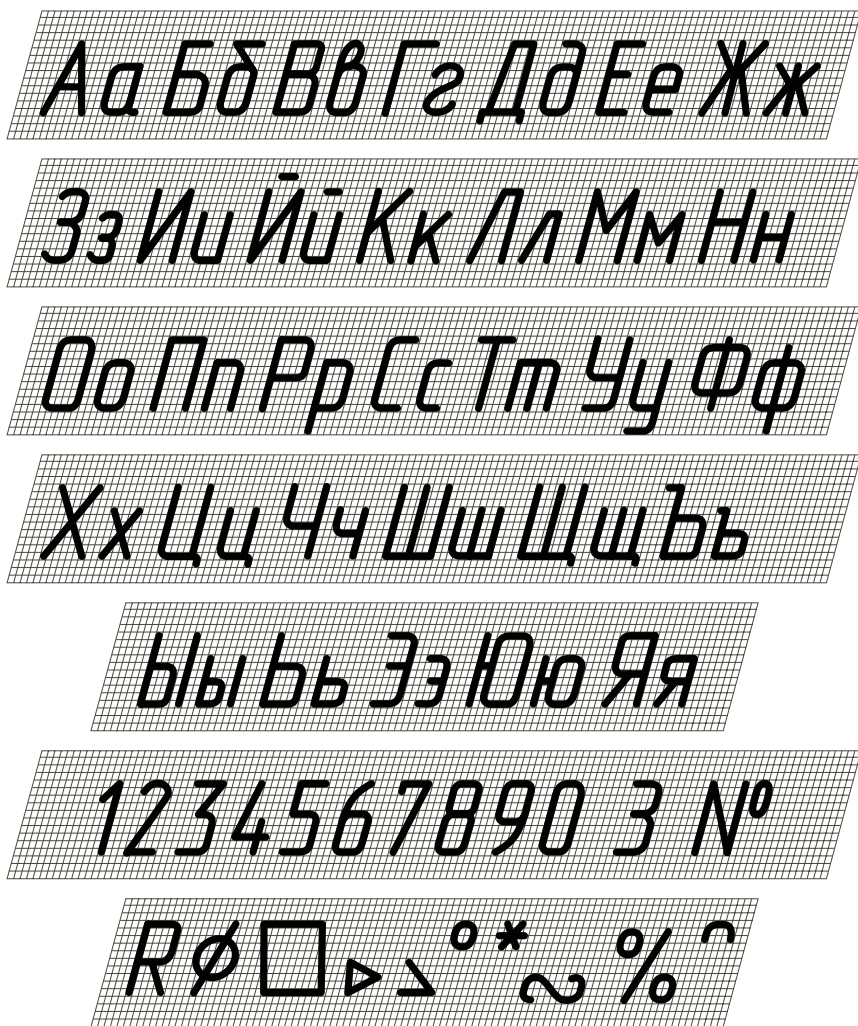 Аа Бб Вв Гг Дд Ее Жж
Зз Ии Йй Кк Лл Мм Нн
Оо Пп Рр Сс Тт Уу Фф
Хх Цц Чч Шш Щщ Ъъ
Ыы Ьь Ээ Юю Яя
1234567890 3 №
R ⌀ □ ▷ ∠ ° * ∾ % ⌒